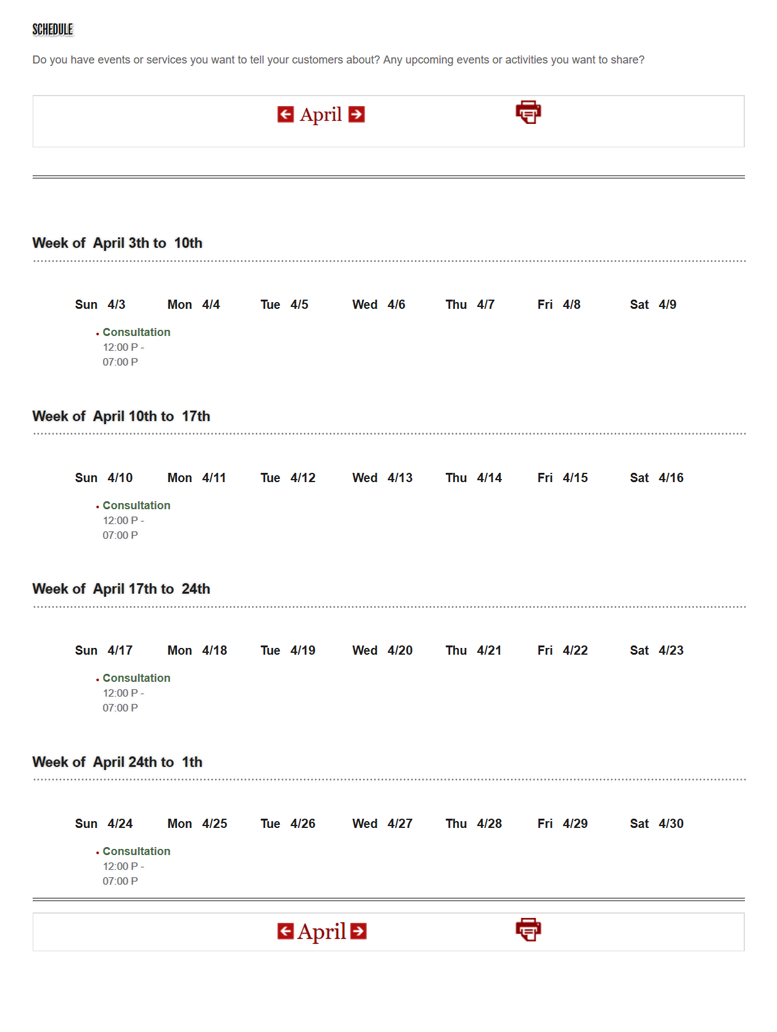 SCHEDULE
Do you have events or services you want to tell your customers about? Any upcoming events or activities you want to share?
April
Week of April 3th to 10th
Sun 4/3 Mon 4/4 Tue 4/5 Wed 4/6 Thu 4/7 Fri 4/8 Sat 4/9
Consultation
12:00 P -
07:00 P
Week of April 10th to 17th
Sun 4/10 Mon 4/11 Tue 4/12 Wed 4/13 Thu 4/14 Fri 4/15 Sat 4/16
Consultation
12:00 P -
07:00 P
Week of April 17th to 24th
Sun 4/17 Mon 4/18 Tue 4/19 Wed 4/20 Thu 4/21 Fri 4/22 Sat 4/23
Consultation
12:00 P -
07:00 P
Week of April 24th to 1th
Sun 4/24 Mon 4/25 Tue 4/26 Wed 4/27 Thu 4/28 Fri 4/29 Sat 4/30
Consultation
12:00 P -
07:00 P
April